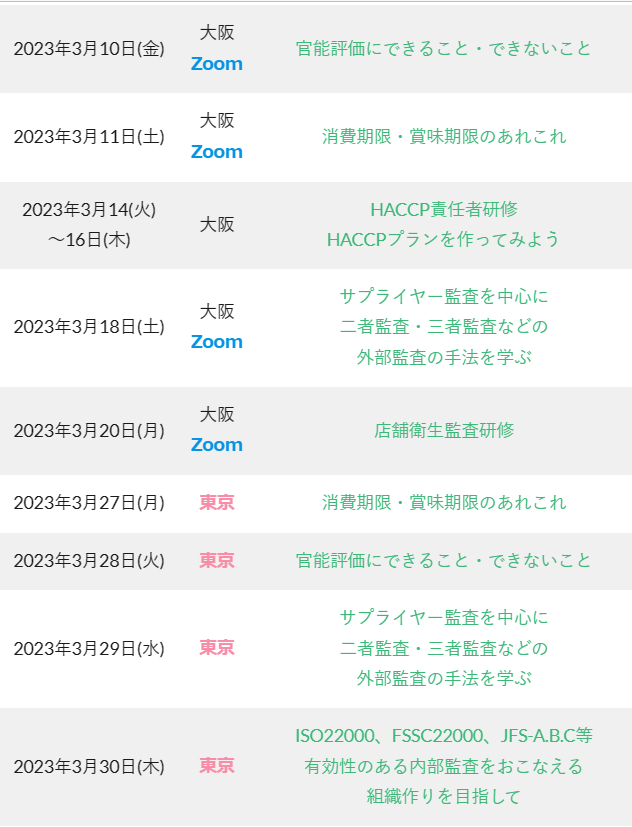 2023年3月10日(金)
大阪
Zoom
官能評価にできること・できないこと
2023年3月11日(土)
大阪
Zoom
消費期限・賞味期限のあれこれ
2023年3月14(火)
～16日(木)
大阪
HACCP責任者研修
HACCPプランを作ってみよう
2023年3月18日(土)
大阪
Zoom
サプライヤー監査を中心に
二者監査・三者監査などの
外部監査の手法を学ぶ
2023年3月20日(月)
大阪
Zoom
店舗衛生監査研修
2023年3月27日(月)
東京
消費期限・賞味期限のあれこれ
2023年3月28日(火)
東京
官能評価にできること・できないこと
2023年3月29日(水)
東京
サプライヤー監査を中心に
二者監査・三者監査などの
外部監査の手法を学ぶ
2023年3月30日(木)
東京
ISO22000、FSSC22000、JFS-A.B.C等
有効性のある内部監査をおこなえる
組織作りを目指して